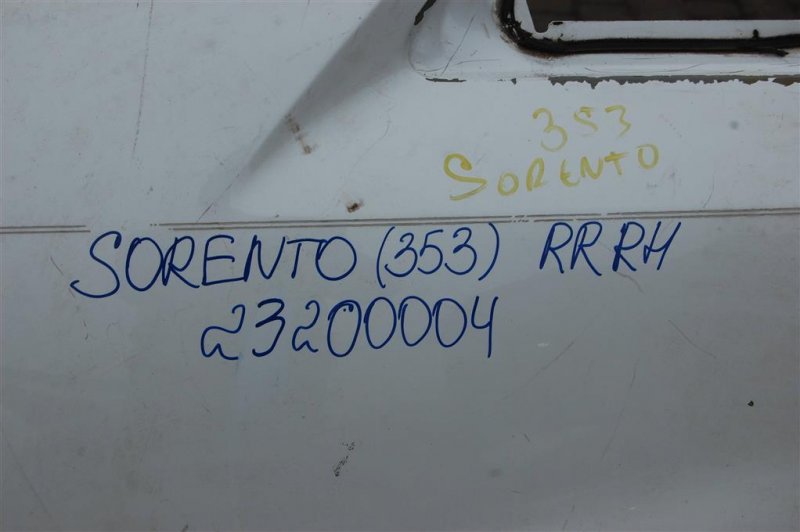 353
SORENTO
SORENTO (353) RR RH
23200004